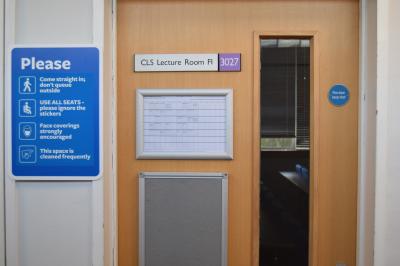 Please
Come straight in;
don't queue
outside
USE ALL SEATS -
please ignore the
stickers
Face coverings
strongly
encouraged
This space is
cleaned frequently
CLS Lecture Room FI 3027